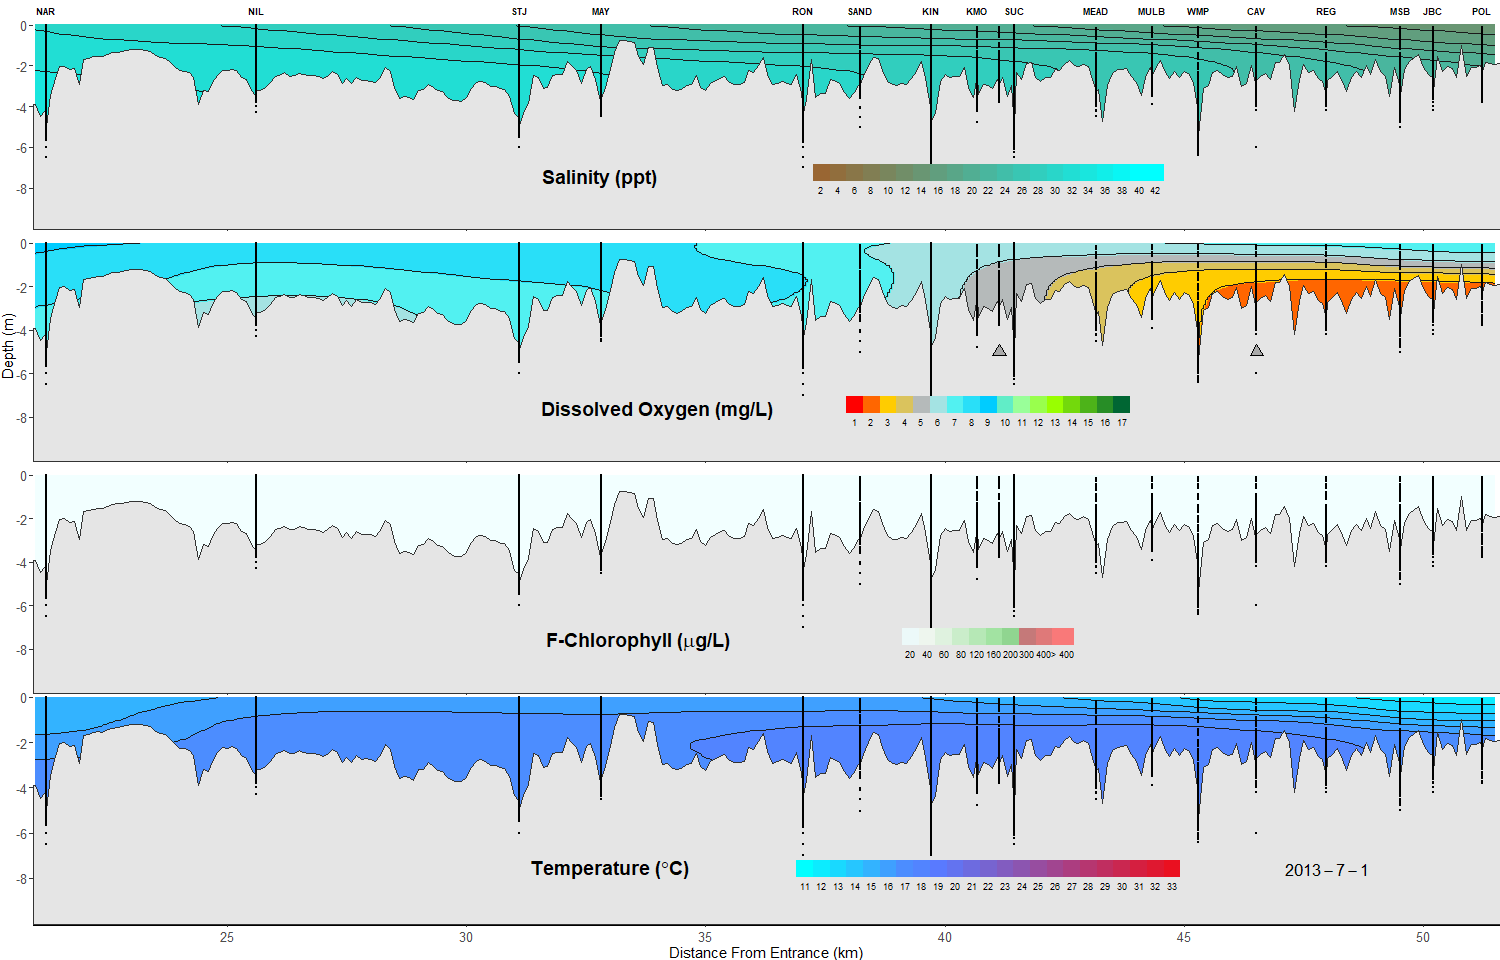 NAR NIL STJ MAY RON SAND KIN KMO SUC MEAD MULB WMP CAV REG MSB JBC POL
0
-2
-4
-6
-8
Salinity (ppt)
2 4 6 8 10 12 14 16 18 20 22 24 26 28 30 32 34 36 38 40 42
0
-2
-4
-6
-8
Depth (m)
Dissolved Oxygen (mg/L)
1 2 3 4 5 6 7 8 9 10 11 12 13 14 15 16 17
0
-2
-4
-6
-8
F-Chlorophyll (μg/L)
20 40 60 80 120 160 200 300 400> 400
0
-2
-4
-6
-8
Temperature (°C)
11 12 13 14 15 16 17 18 19 20 21 22 23 24 25 26 27 28 29 30 31 32 33
2013 – 7 – 1
25 30 35 40 45 50
Distance From Entrance (km)